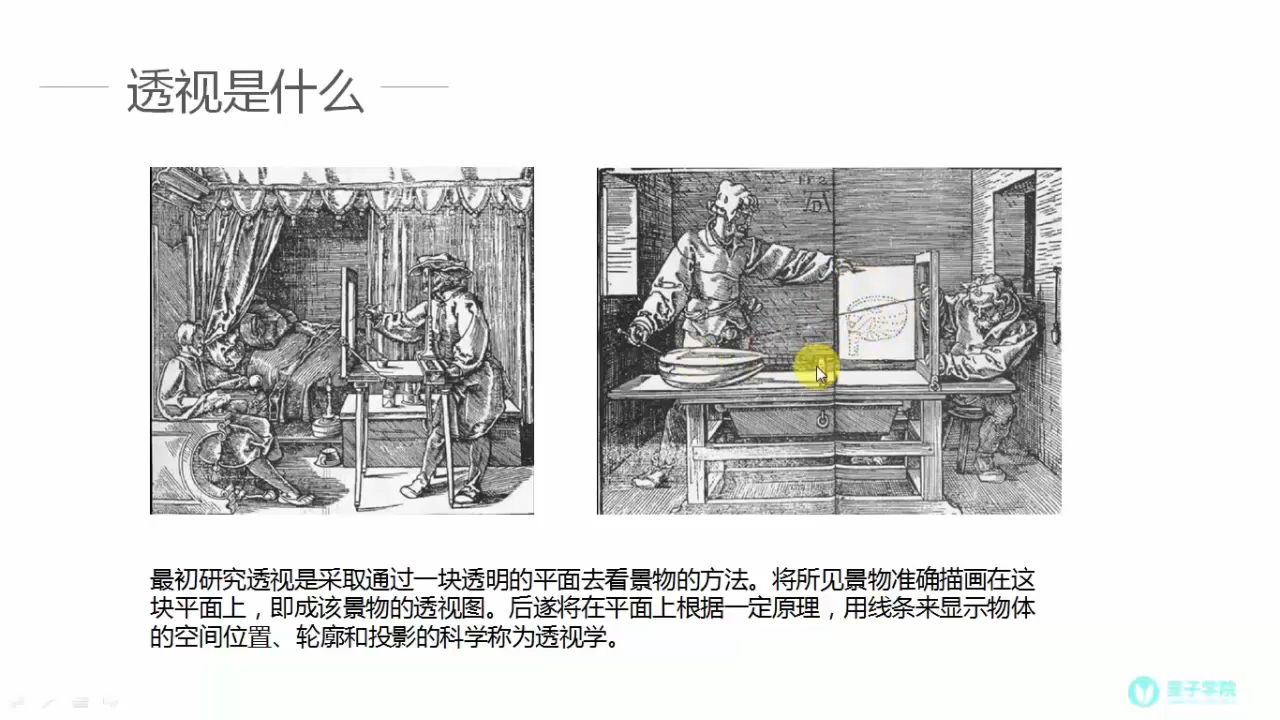 透视是什么
最初研究透视是采取通过一块透明的平面去看景物的方法。将所见景物准确描画在这
块平面上，即成该景物的透视图。后遂将在平面上根据一定原理，用线条来显示物体
的空间位置、轮廓和投影的科学称为透视学。